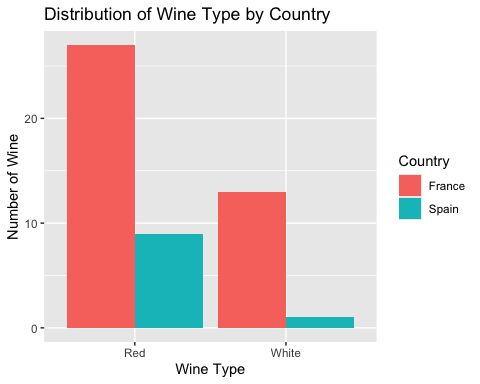 Distribution of Wine Type by Country
Number of Wine
20
10
0
Red
White
Wine Type
Country
France
Spain